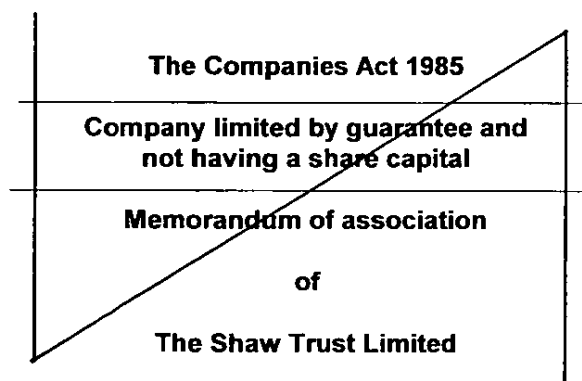 The Companies Act 1985
Company limited by guarantee and
not having a share capital
Memorandum of association
of
The Shaw Trust Limited